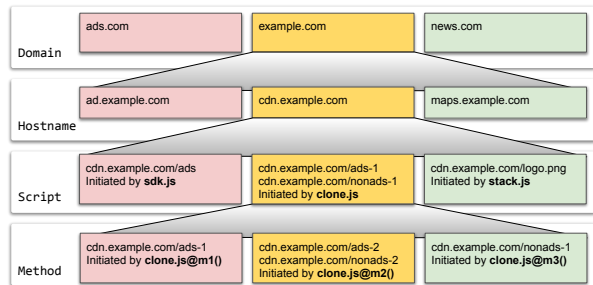 ads.com
example.com
news.com
Domain
ad.example.com
cdn.example.com
maps.example.com
Hostname
cdn.example.com/ads
Initiated by sdk.js
cdn.example.com/ads-1
cdn.example.com/nonads-1
Initiated by clone.js
cdn.example.com/logo.png
Initiated by stack.js
Script
cdn.example.com/ads-1
Initiated by clone.js@m1()
cdn.example.com/ads-2
cdn.example.com/nonads-2
Initiated by clone.js@m2()
cdn.example.com/nonads-1
Initiated by clone.js@m3()
Method